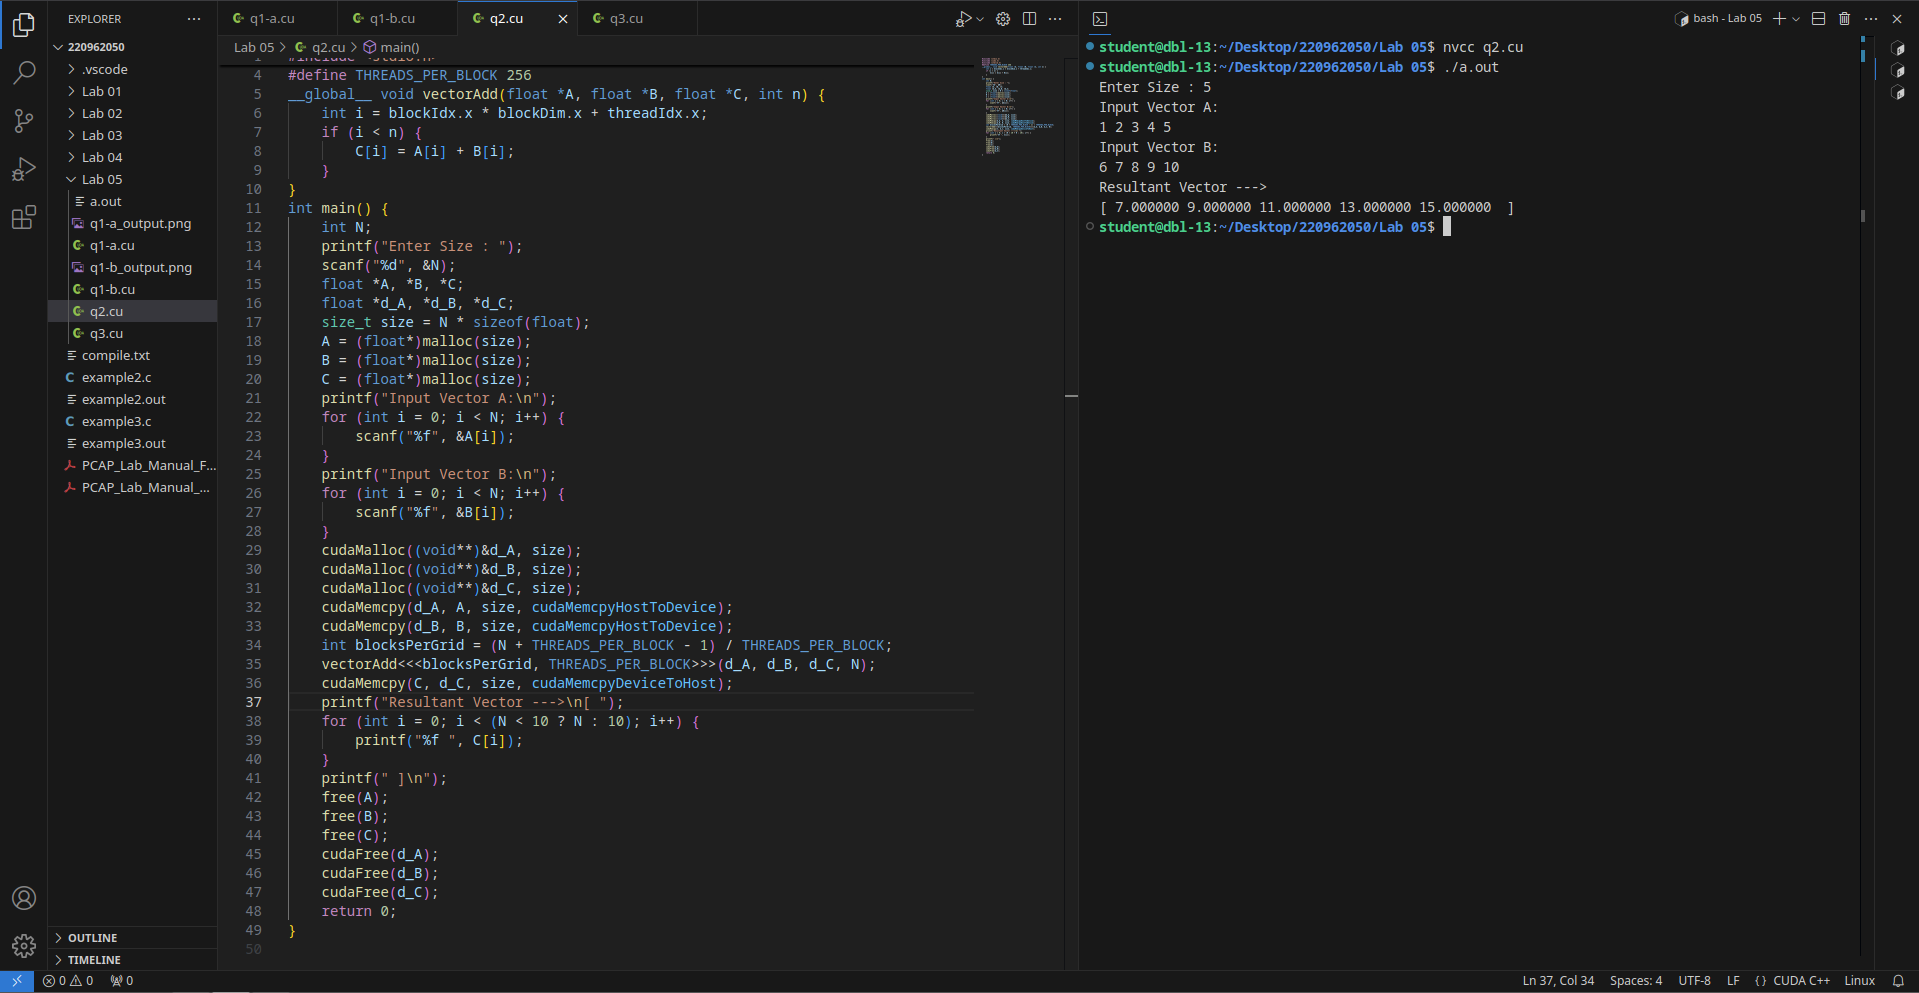 EXPLORER
220962050
.vscode
Lab 01
Lab 02
Lab 03
Lab 04
Lab 05
a.out
q1-a_output.png
q1-a.cu
q1-b_output.png
q1-b.cu
q2.cu
q3.cu
compile.txt
example2.c
example2.out
example3.c
example3.out
PCAP_Lab_Manual_F...
PCAP_Lab_Manual_...
OUTLINE
TIMELINE
q1-a.cu q1-b.cu q2.cu q3.cu
Lab 05 > q2.cu > main()
4 #define THREADS_PER_BLOCK 256
5 __global__ void vectorAdd(float *A, float *B, float *C, int n) {
6 int i = blockIdx.x * blockDim.x + threadIdx.x;
7 if (i < n) {
8 C[i] = A[i] + B[i];
9 }
10 }
11 int main() {
12 int N;
13 printf("Enter Size : ");
14 scanf("%d", &N);
15 float *A, *B, *C;
16 float *d_A, *d_B, *d_C;
17 size_t size = N * sizeof(float);
18 A = (float*)malloc(size);
19 B = (float*)malloc(size);
20 C = (float*)malloc(size);
21 printf("Input Vector A:\n");
22 for (int i = 0; i < N; i++) {
23 scanf("%f", &A[i]);
24 }
25 printf("Input Vector B:\n");
26 for (int i = 0; i < N; i++) {
27 scanf("%f", &B[i]);
28 }
29 cudaMalloc((void**)&d_A, size);
30 cudaMalloc((void**)&d_B, size);
31 cudaMalloc((void**)&d_C, size);
32 cudaMemcpy(d_A, A, size, cudaMemcpyHostToDevice);
33 cudaMemcpy(d_B, B, size, cudaMemcpyHostToDevice);
34 int blocksPerGrid = (N + THREADS_PER_BLOCK - 1) / THREADS_PER_BLOCK;
35 vectorAdd<<<blocksPerGrid, THREADS_PER_BLOCK>>>(d_A, d_B, d_C, N);
36 cudaMemcpy(C, d_C, size, cudaMemcpyDeviceToHost);
37 printf("Resultant Vector --->\n[ ");
38 for (int i = 0; i < (N < 10 ? N : 10); i++) {
39 printf("%f ", C[i]);
40 }
41 printf(" ]\n");
42 free(A);
43 free(B);
44 free(C);
45 cudaFree(d_A);
46 cudaFree(d_B);
47 cudaFree(d_C);
48 return 0;
49 }
50
bash - Lab 05
student@dbl-13:~/Desktop/220962050/Lab 05$ nvcc q2.cu
student@dbl-13:~/Desktop/220962050/Lab 05$ ./a.out
Enter Size : 5
Input Vector A:
1 2 3 4 5
Input Vector B:
6 7 8 9 10
Resultant Vector --->
[ 7.000000 9.000000 11.000000 13.000000 15.000000  ]
student@dbl-13:~/Desktop/220962050/Lab 05$
0 0 0 Ln 37, Col 34 Spaces: 4 UTF-8 LF {} CUDA C++ Linux